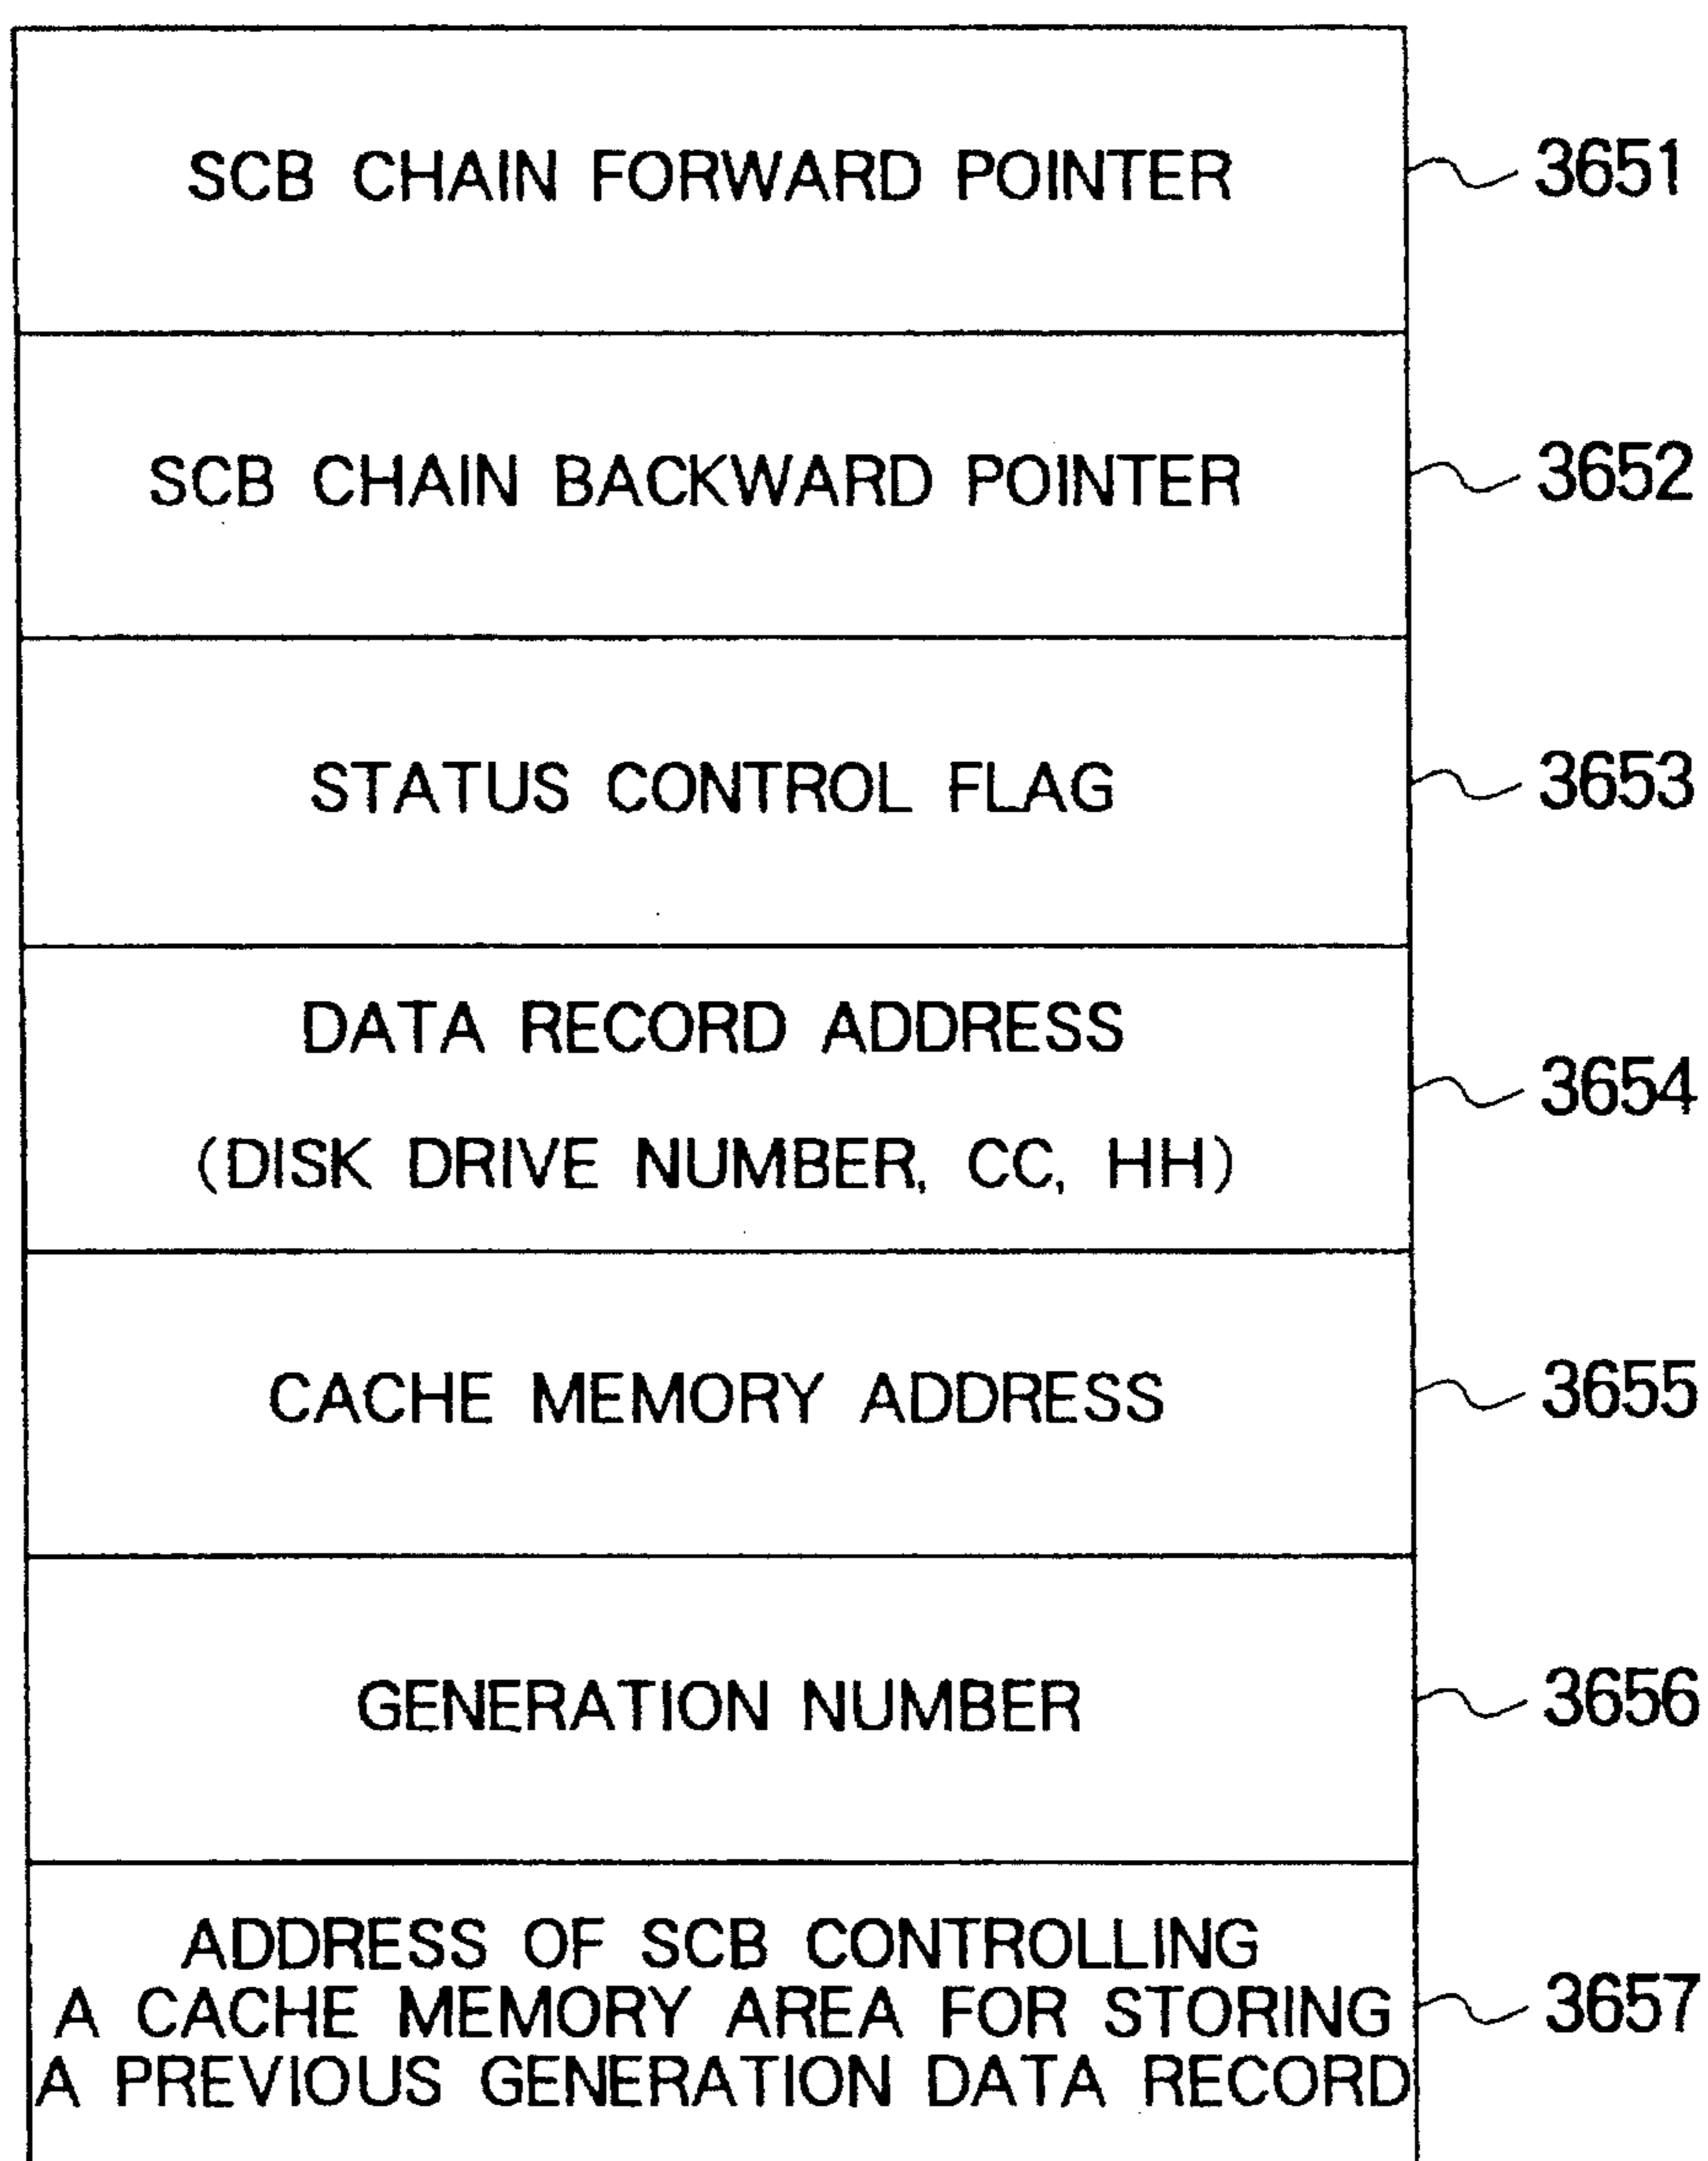 SCB CHAIN FORWARD POINTER 3651
SCB CHAIN BACKWARD POINTER 3652
STATUS CONTROL FLAG 3653
DATA RECORD ADDRESS
(DISK DRIVE NUMBER, CC, HH) 3654
CACHE MEMORY ADDRESS 3655
GENERATION NUMBER 3656
ADDRESS OF SCB CONTROLLING
A CACHE MEMORY AREA FOR STORING 3657
A PREVIOUS GENERATION DATA RECORD